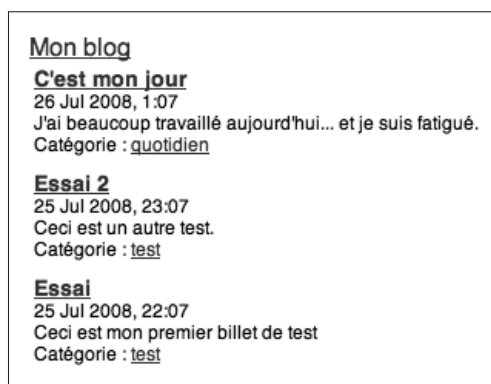 Mon blog
C'est mon jour
26 Jul 2008, 1:07
J'ai beaucoup travaillé aujourd'hui... et je suis fatigué.
Catégorie : quotidien
Essai 2
25 Jul 2008, 23:07
Ceci est un autre test.
Catégorie : test
Essai
25 Jul 2008, 22:07
Ceci est mon premier billet de test
Catégorie : test